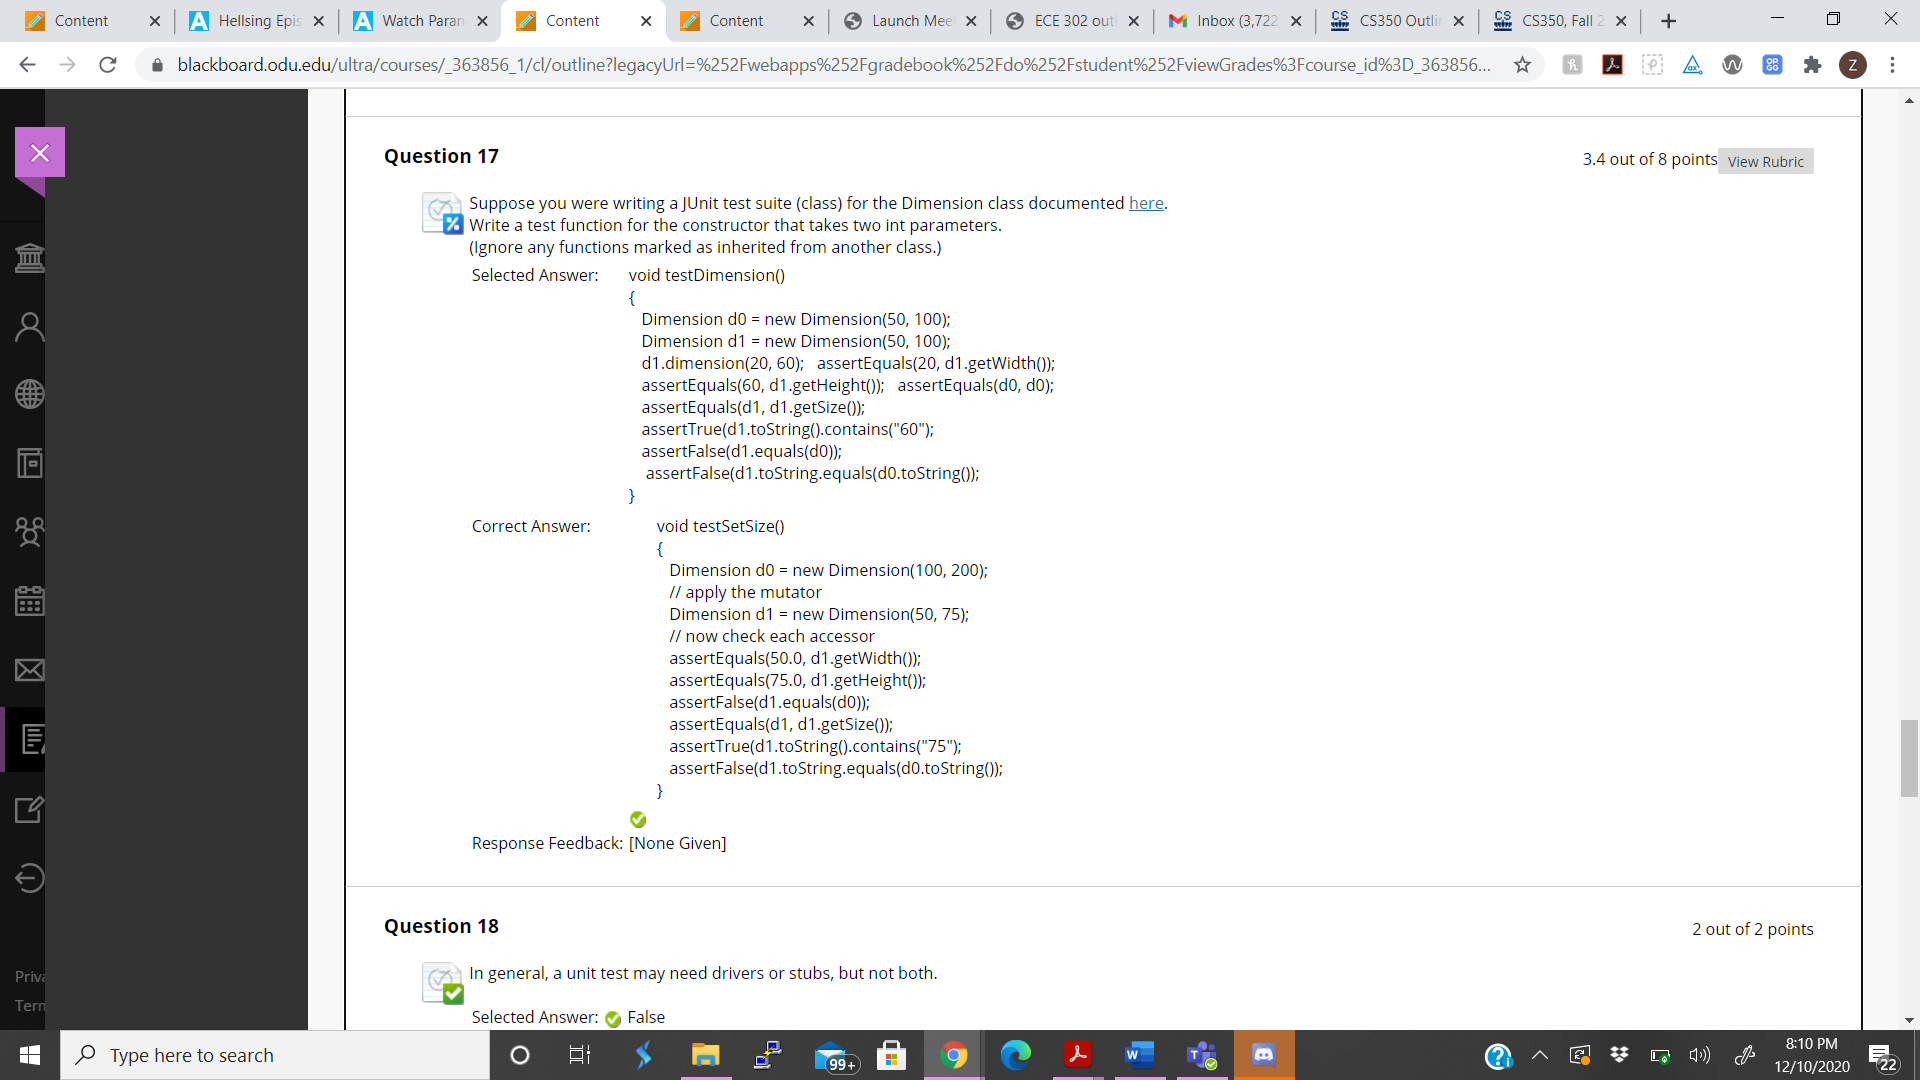 Content
Hellsing Epis
Watch Paran
Content
Content
Launch Mee
ECE 302 outl
Inbox (3,722
CS350 Outlin
CS350, Fall 2
blackboard.odu.edu/ultra/courses/_363856_1/cl/outline?legacyUrl=%252Fwebapps%252Fgradebook%252Fdo%252Fstudent%252FviewGrades%3Fcourse_id%3D_363856...
Z
Question 17
3.4 out of 8 points
View Rubric
Suppose you were writing a JUnit test suite (class) for the Dimension class documented here.
Write a test function for the constructor that takes two int parameters.
(Ignore any functions marked as inherited from another class.)
Selected Answer: void testDimension()
{
Dimension d0 = new Dimension(50, 100);
Dimension d1 = new Dimension(50, 100);
d1.dimension(20, 60);   assertEquals(20, d1.getWidth());
assertEquals(60, d1.getHeight());   assertEquals(d0, d0);
assertEquals(d1, d1.getSize());
assertTrue(d1.toString().contains("60");
assertFalse(d1.equals(d0));
assertFalse(d1.toString.equals(d0.toString());
}
Correct Answer: void testSetSize()
{
Dimension d0 = new Dimension(100, 200);
// apply the mutator
Dimension d1 = new Dimension(50, 75);
// now check each accessor
assertEquals(50.0, d1.getWidth());
assertEquals(75.0, d1.getHeight());
assertFalse(d1.equals(d0));
assertEquals(d1, d1.getSize());
assertTrue(d1.toString().contains("75");
assertFalse(d1.toString.equals(d0.toString());
}
Response Feedback: [None Given]
Question 18
2 out of 2 points
In general, a unit test may need drivers or stubs, but not both.
Selected Answer: False
Priva
Term
Type here to search
99+
8:10 PM
12/10/2020
22